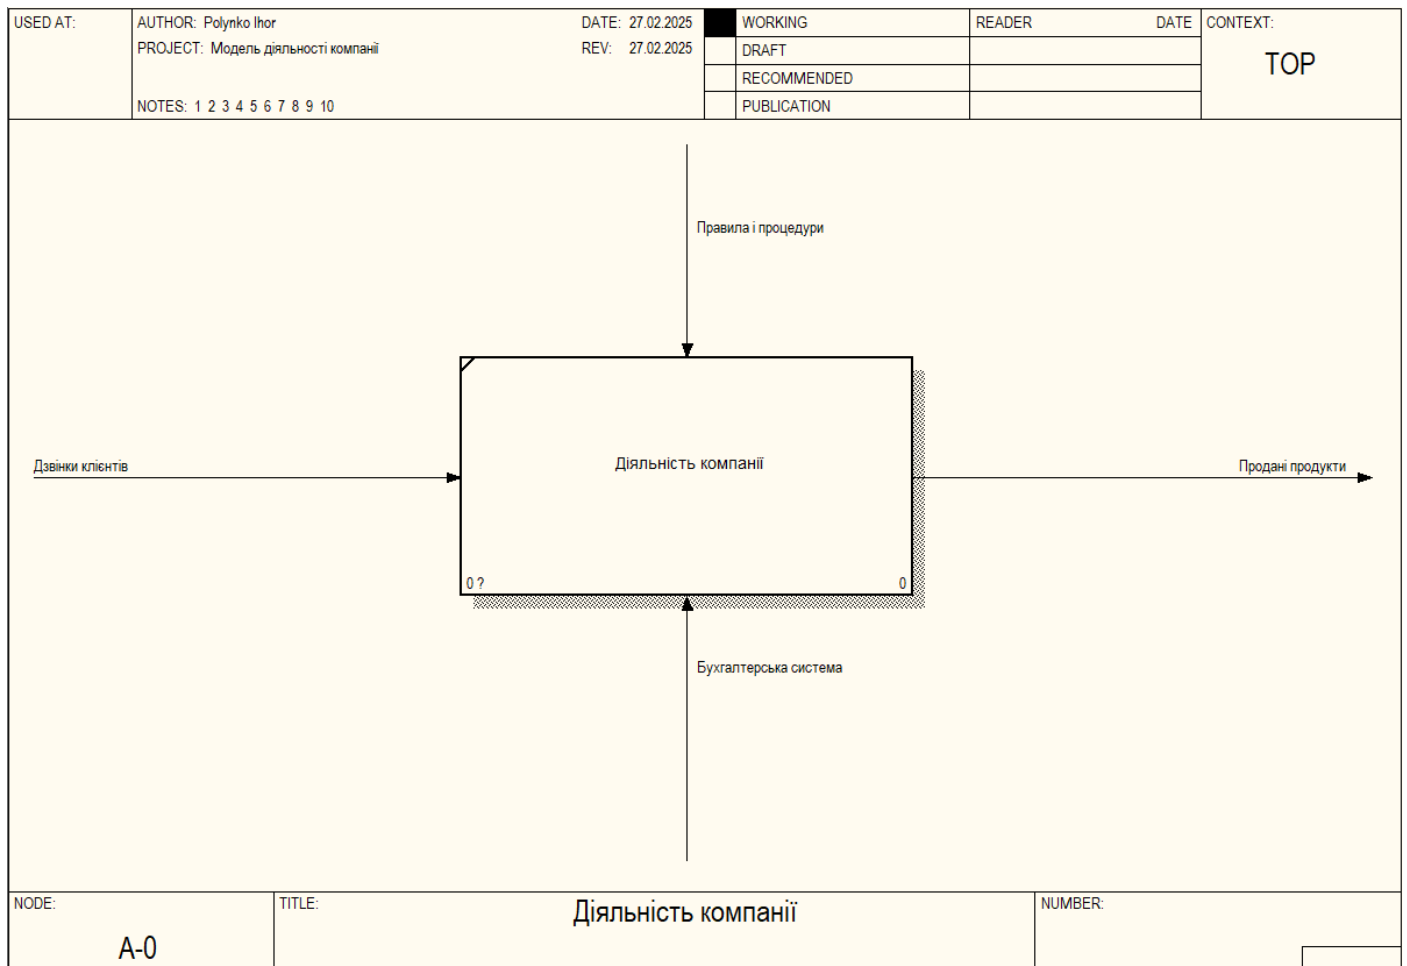 USED AT:
AUTHOR: Polynko Ihor
DATE: 27.02.2025
PROJECT: Модель діяльності компанії
REV: 27.02.2025
NOTES: 1 2 3 4 5 6 7 8 9 10
WORKING
DRAFT
RECOMMENDED
PUBLICATION
READER
DATE
CONTEXT:
TOP
Правила і процедури
Дзвінки клієнтів
Діяльність компанії
Продані продукти
0 ?
0
Бухгалтерська система
NODE:
A-0
TITLE:
Діяльність компанії
NUMBER: